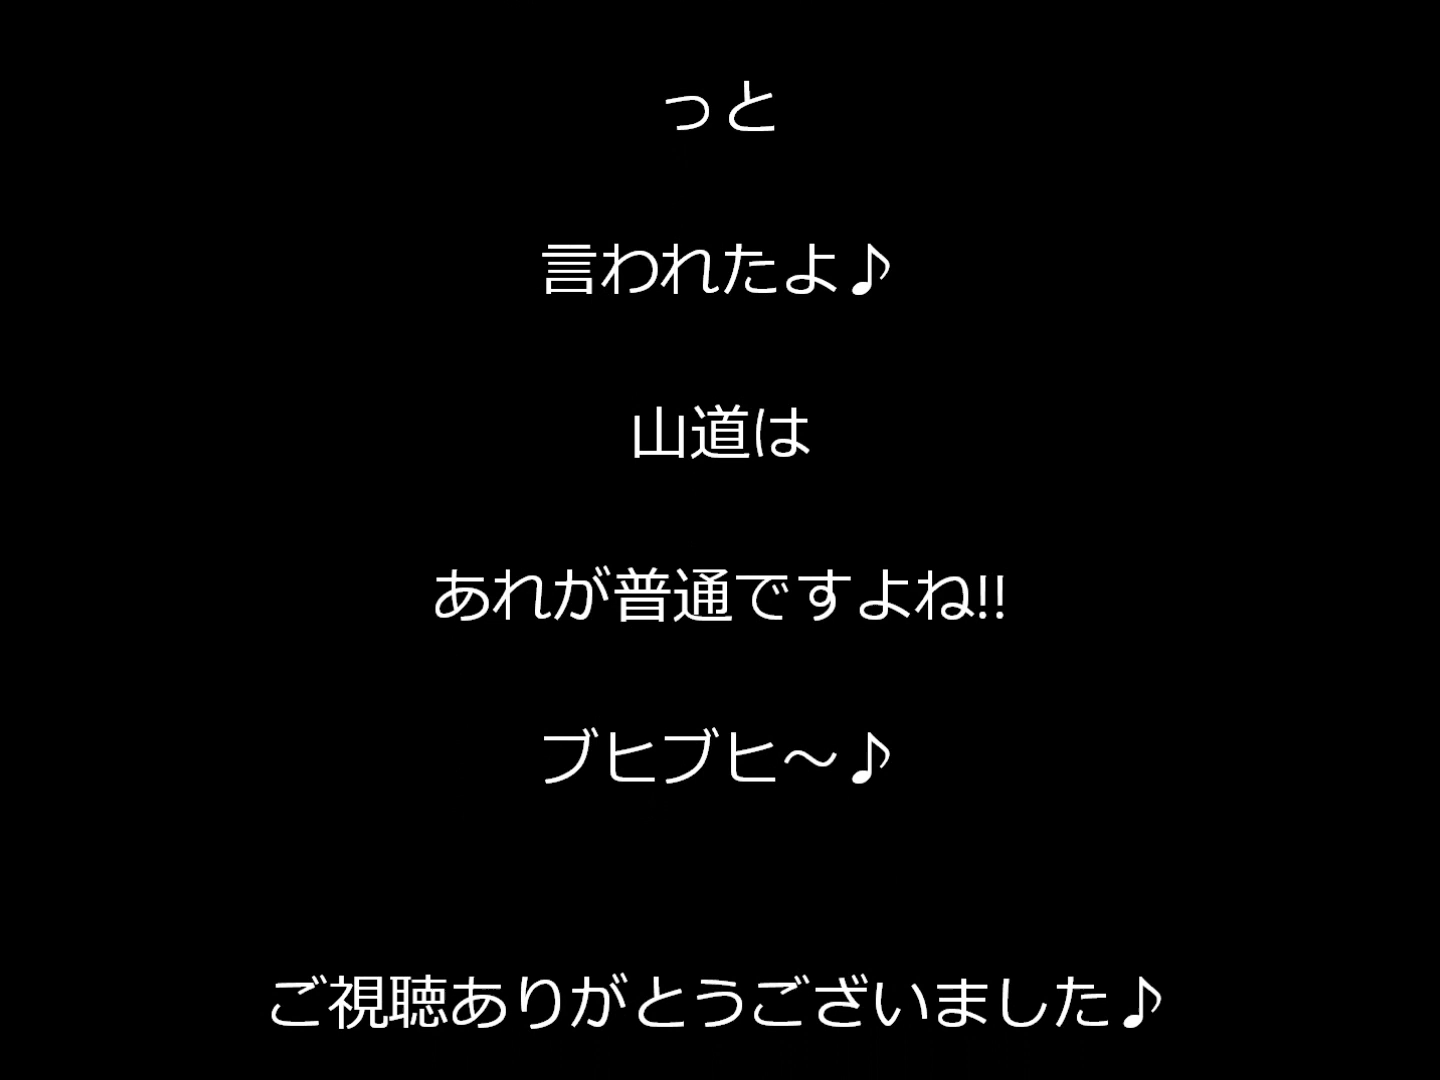 っと
言われたよ♪
山道は
あれが普通ですよね!!
ブヒブヒ～♪
ご視聴ありがとうございました♪